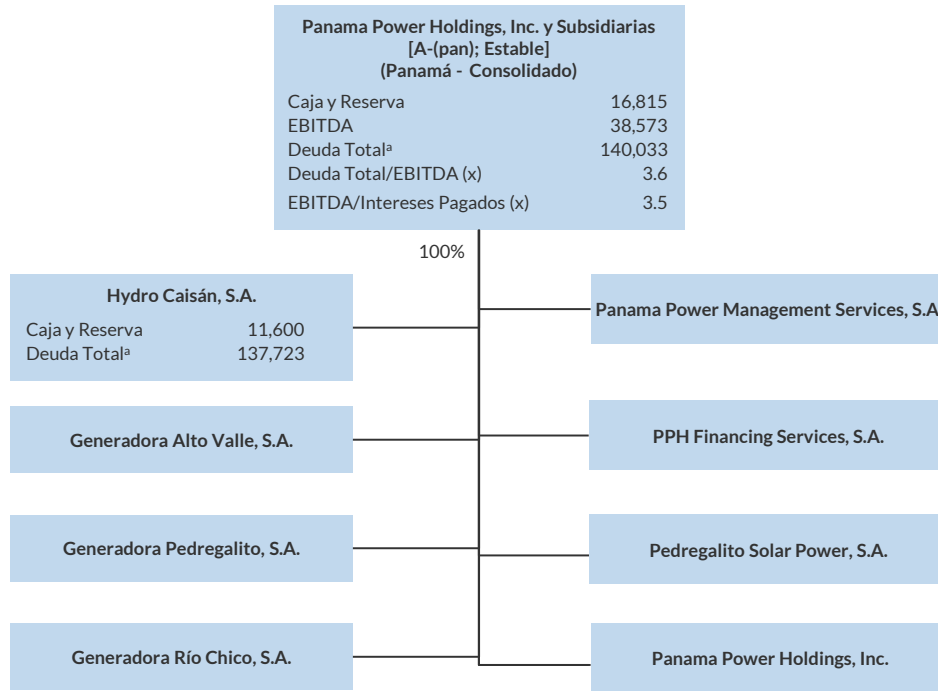 Panama Power Holdings, Inc. y Subsidiarias
[A-(pan); Estable]
(Panamá - Consolidado)
Caja y Reserva 16,815
EBITDA 38,573
Deuda Totalª 140,033
Deuda Total/EBITDA (x) 3.6
EBITDA/Intereses Pagados (x) 3.5
100%
Hydro Caisán, S.A.
Caja y Reserva 11,600
Deuda Totalª 137,723
Panama Power Management Services, S.A
Generadora Alto Valle, S.A.
PPH Financing Services, S.A.
Generadora Pedregalito, S.A.
Pedregalito Solar Power, S.A.
Generadora Río Chico, S.A.
Panama Power Holdings, Inc.